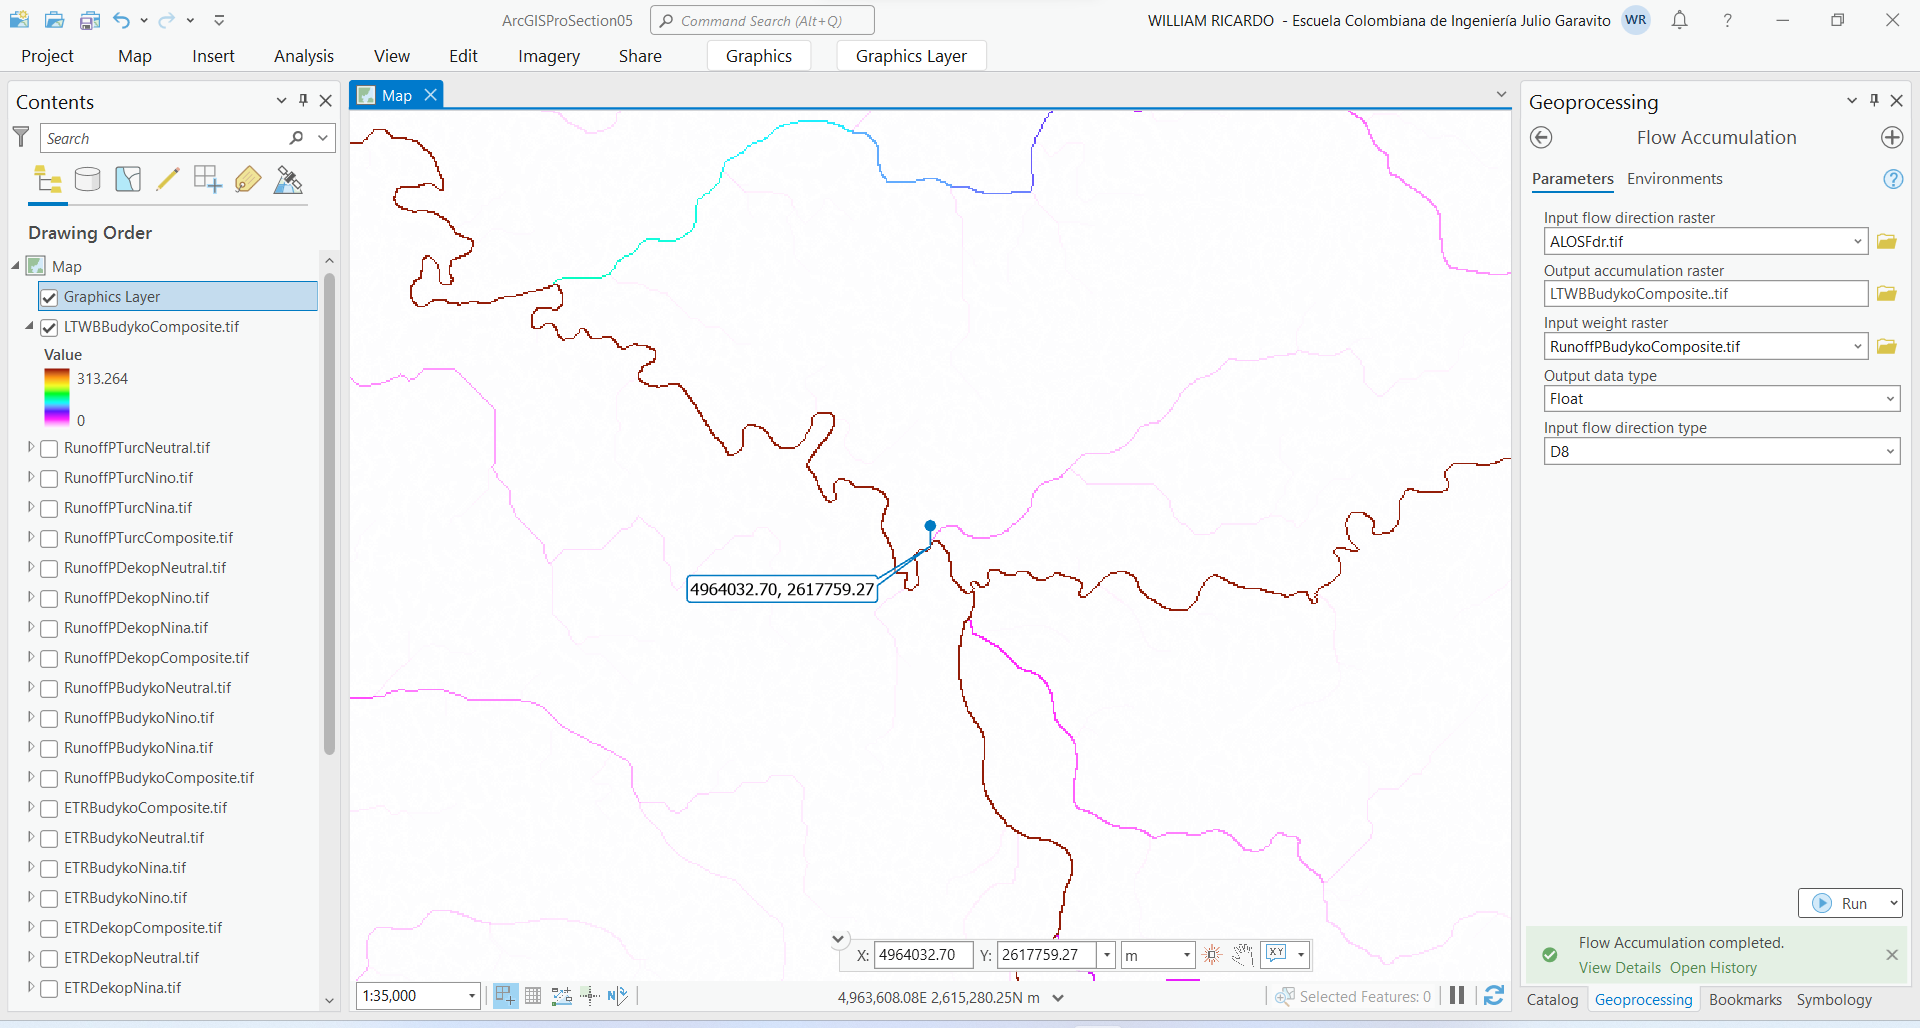 ArcGISProSection05
Command Search (Alt+Q)
WILLIAM RICARDO - Escuela Colombiana de Ingeniería Julio Garavito
WR
?
Project
Map
Insert
Analysis
View
Edit
Imagery
Share
Graphics
Graphics Layer
Contents
Search
Drawing Order
Map
Graphics Layer
LTWBBudykoComposite.tif
Value
313.264
0
RunoffPTurcNeutral.tif
RunoffPTurcNino.tif
RunoffPTurcNina.tif
RunoffPTurcComposite.tif
RunoffPDekopNeutral.tif
RunoffPDekopNino.tif
RunoffPDekopNina.tif
RunoffPDekopComposite.tif
RunoffPBudykoNeutral.tif
RunoffPBudykoNino.tif
RunoffPBudykoNina.tif
RunoffPBudykoComposite.tif
ETRBudykoComposite.tif
ETRBudykoNeutral.tif
ETRBudykoNina.tif
ETRBudykoNino.tif
ETRDekopComposite.tif
ETRDekopNeutral.tif
ETRDekopNina.tif
Map
4964032.70, 2617759.27
X: 4964032.70 Y: 2617759.27 m XY
1:35,000
N
4,963,608.08E 2,615,280.25N m
Selected Features: 0
Geoprocessing
Flow Accumulation
Parameters Environments
?
Input flow direction raster
ALOSFdr.tif
Output accumulation raster
LTWBBudykoComposite..tif
Input weight raster
RunoffPBudykoComposite.tif
Output data type
Float
Input flow direction type
D8
Run
Flow Accumulation completed.
View Details Open History
Catalog Geoprocessing Bookmarks Symbology